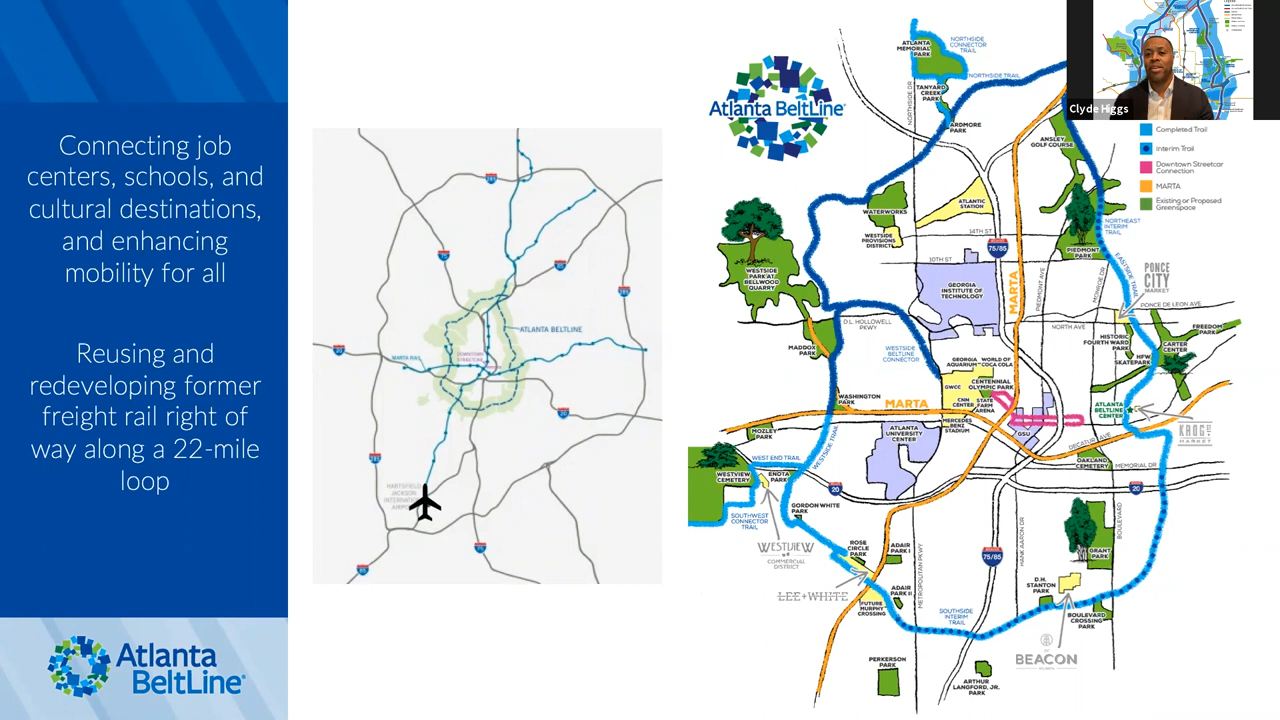 Connecting job
centers, schools, and
cultural destinations,
and enhancing
mobility for all
Reusing and
redeveloping former
freight rail right of
way along a 22-mile
loop
Atlanta
BeltLine
ATLANTA BELTLINE
MARTA RAIL
HARTSFIELD
JACKSON
Atlanta BeltLine
ATLANTA
MEMORIAL
PARK
NORTHSIDE
CONNECTOR
TRAIL
NORTHSIDE TRAIL
TANYARD
CREEK
PARK
NORTHSIDE DR
ARDMORE
PARK
ANSLEY
GOLF COURSE
Clyde Higgs
Completed Trail
Interim Trail
Downtown Streetcar
Connection
MARTA
Existing or Proposed
Greenspace
WATERWORKS
ATLANTIC
STATION
WESTSIDE
PROVISIONS
DISTRICT
14TH ST
75/85
NORTHEAST
INTERIM
TRAIL
PIEDMONT
PARK
10TH ST
WESTSIDE
PARK AT
BELLWOOD
QUARRY
GEORGIA
INSTITUTE OF
TECHNOLOGY
MARTA
PIEDMONT AVE
MONROE DR
EASTSIDE TRAIL
PONCE
CITY
MARKET
PONCE DE LEON AVE
D.L. HOLLOWELL
PKWY
NORTH AVE
FREEDOM
PARK
HISTORIC
FOURTH WARD
PARK
CARTER
CENTER
MADDOX
PARK
WESTSIDE
BELTLINE
CONNECTOR
HFW
SKATEPARK
GEORGIA
AQUARIUM
WORLD OF
COCA COLA
GWCC
CENTENNIAL
OLYMPIC PARK
CNN
CENTER
STATE
FARM
ARENA
WASHINGTON
PARK
MARTA
ATLANTA
BELTLINE
CENTER
MERCEDES
BENZ
STADIUM
MOZLEY
PARK
ATLANTA
UNIVERSITY
CENTER
GSU
DECATUR AVE
KROG
MARKET
WEST END TRAIL
WESTSIDE TRAIL
OAKLAND
CEMETERY
MEMORIAL DR
WESTVIEW
CEMETERY
ENOTA
PARK
20
20
GORDON WHITE
PARK
SOUTHWEST
CONNECTOR
TRAIL
WESTVIEW
COMMERCIAL
DISTRICT
ROSE
CIRCLE
PARK
ADAIR
PARK I
METROPOLITAN PKWY
75/85
HANK AARON DR
BOULEVARD
GRANT
PARK
LEE+WHITE
ADAIR
PARK II
D.H.
STANTON
PARK
FUTURE
MURPHY
CROSSING
SOUTHSIDE
INTERIM
TRAIL
BOULEVARD
CROSSING
PARK
BEACON
PERKERSON
PARK
ARTHUR
LANGFORD, JR.
PARK